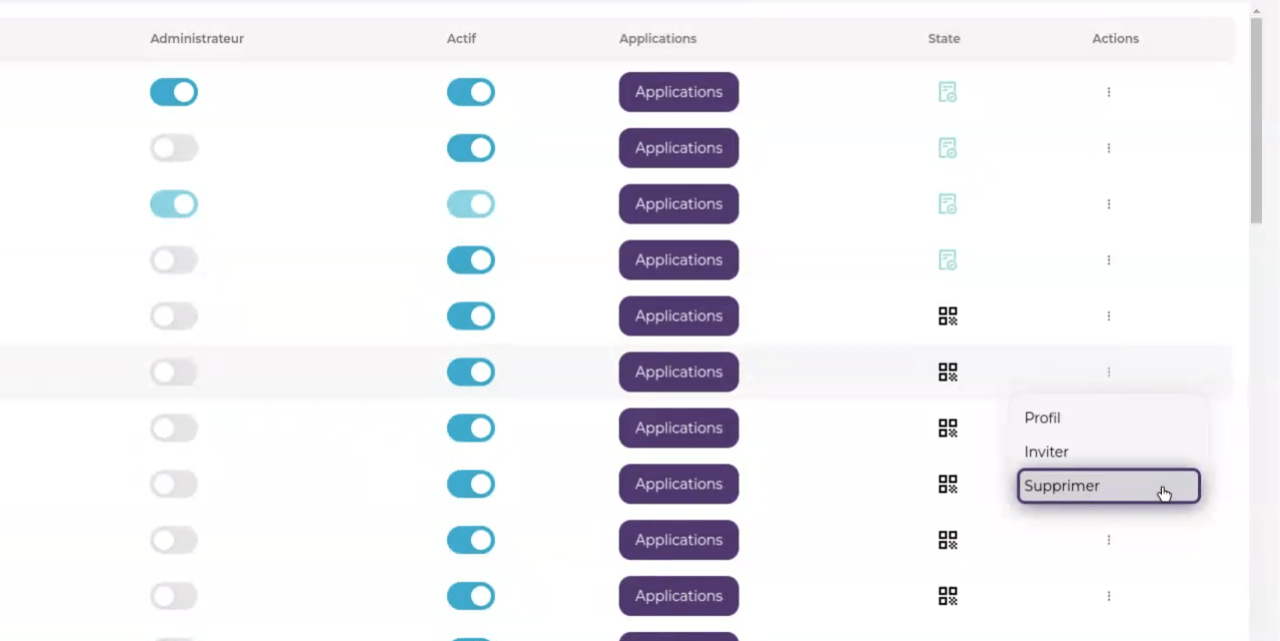 Administrateur Actif Applications State Actions
Applications
Applications
Applications
Applications
Applications
Applications
Profil
Applications
Inviter
Supprimer
Applications
Applications
Applications